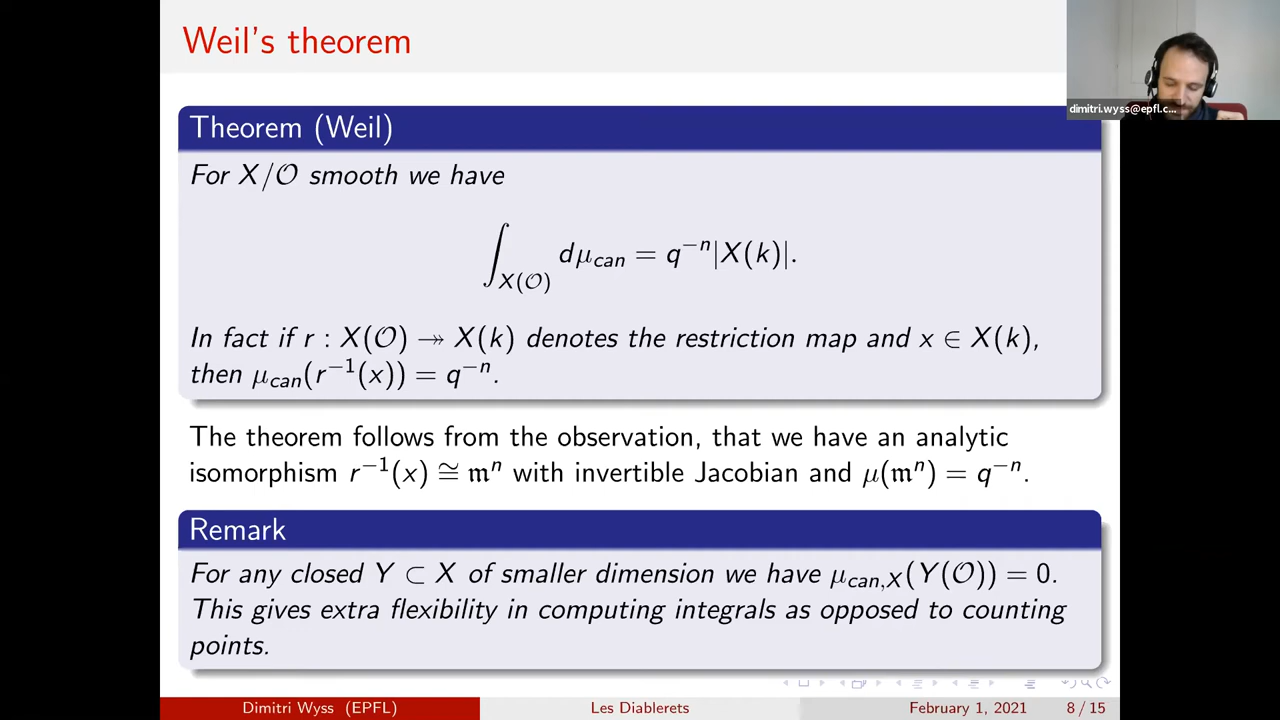 Weil's theorem
dimitri.wyss@epfl.c...
Theorem (Weil)
For X/𝒪 smooth we have
∫_{X(𝒪)} dμ_{can} = q^{−n}|X(k)|.
In fact if r : X(𝒪) ↠ X(k) denotes the restriction map and x ∈ X(k),
then μ_{can}(r^{−1}(x)) = q^{−n}.
The theorem follows from the observation, that we have an analytic
isomorphism r^{−1}(x) ≅ 𝔪^n with invertible Jacobian and μ(𝔪^n) = q^{−n}.
Remark
For any closed Y ⊂ X of smaller dimension we have μ_{can,X}(Y(𝒪)) = 0.
This gives extra flexibility in computing integrals as opposed to counting
points.
Dimitri Wyss (EPFL) Les Diablerets February 1, 2021 8 / 15